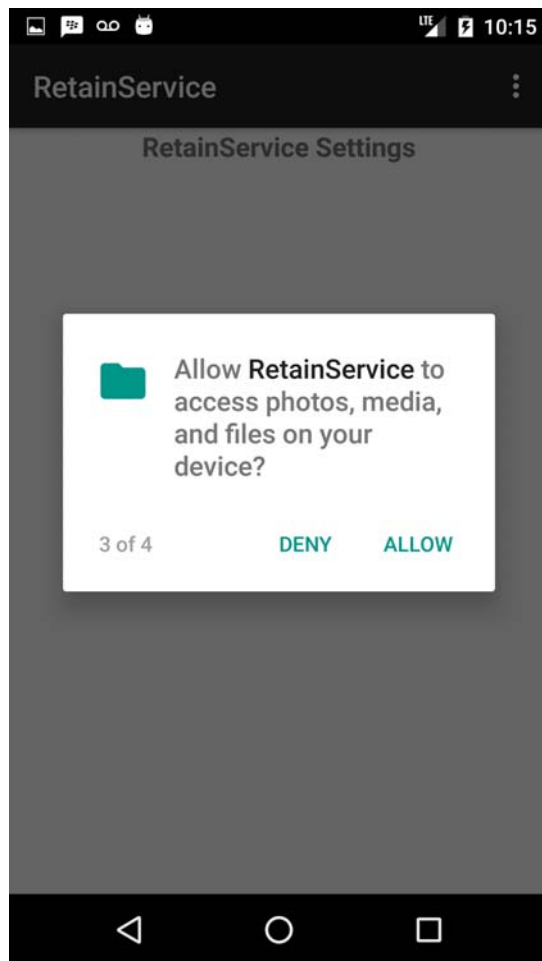 LTE 10:15
RetainService
RetainService Settings
Allow RetainService to
access photos, media,
and files on your
device?
3 of 4 DENY ALLOW